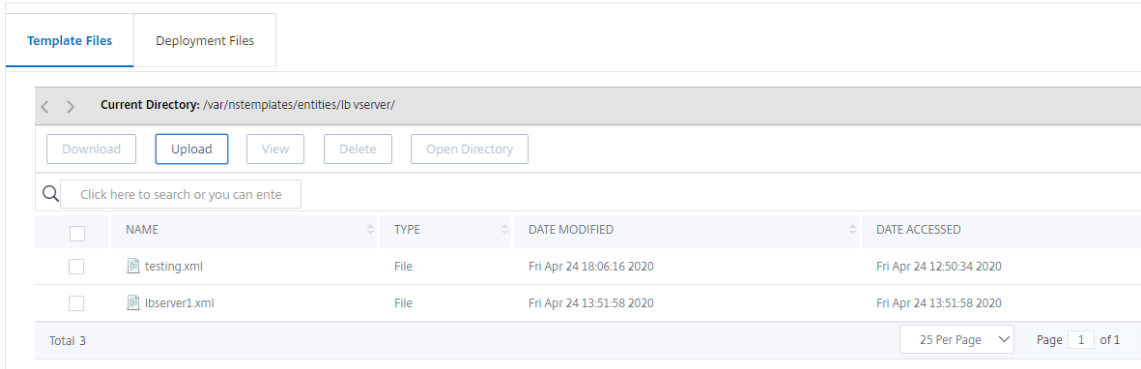 Template Files Deployment Files
Current Directory: /var/nstemplates/entities/lb vserver/
Download Upload View Delete Open Directory
Click here to search or you can ente
NAME TYPE DATE MODIFIED DATE ACCESSED
testing.xml File Fri Apr 24 18:06:16 2020 Fri Apr 24 12:50:34 2020
lbserver1.xml File Fri Apr 24 13:51:58 2020 Fri Apr 24 13:51:58 2020
Total 3 25 Per Page Page 1 of 1